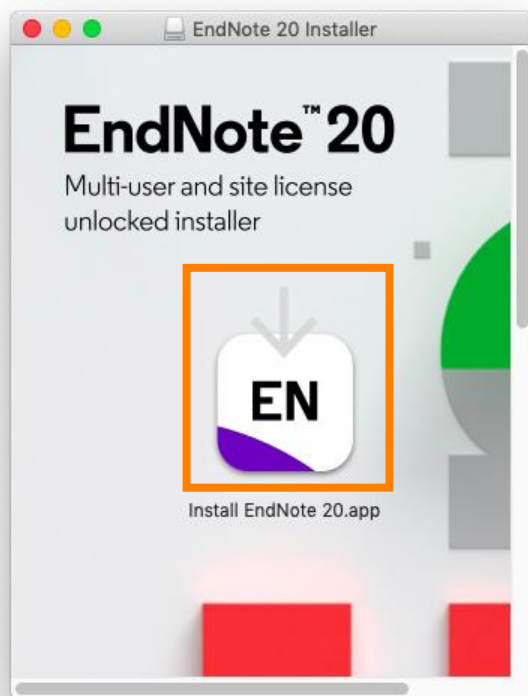 EndNote 20 Installer
EndNote™ 20
Multi-user and site license
unlocked installer
EN
Install EndNote 20.app